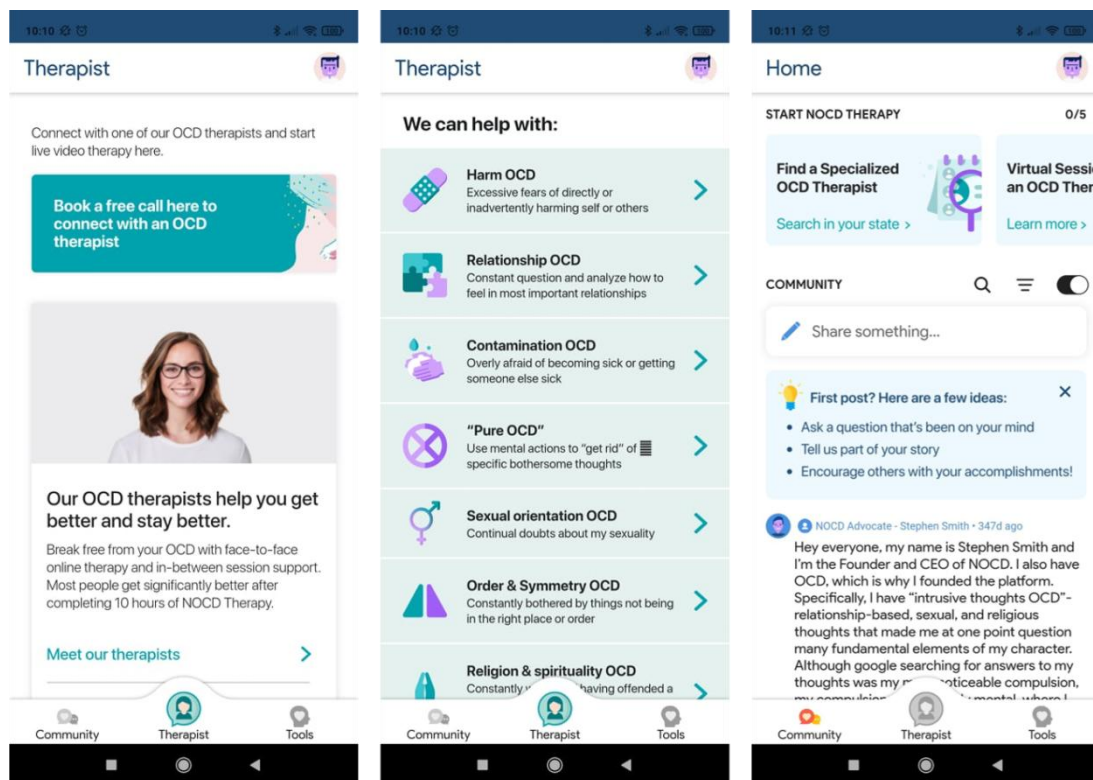 10:10
Therapist
Connect with one of our OCD therapists and start
live video therapy here.
Book a free call here to
connect with an OCD
therapist
Our OCD therapists help you get
better and stay better.
Break free from your OCD with face-to-face
online therapy and in-between session support.
Most people get significantly better after
completing 10 hours of NOCD Therapy.
Meet our therapists
Community
Therapist
Tools
10:10
Therapist
We can help with:
Harm OCD
Excessive fears of directly or
inadvertently harming self or others
Relationship OCD
Constant question and analyze how to
feel in most important relationships
Contamination OCD
Overly afraid of becoming sick or getting
someone else sick
“Pure OCD”
Use mental actions to “get rid” of
specific bothersome thoughts
Sexual orientation OCD
Continual doubts about my sexuality
Order & Symmetry OCD
Constantly bothered by things not being
in the right place or order
Religion & spirituality OCD
Constantly having offended a
Community
Therapist
Tools
10:11
Home
START NOCD THERAPY 0/5
Find a Specialized
OCD Therapist
Search in your state >
Virtual Sessi
an OCD Ther
Learn more >
COMMUNITY
Share something...
First post? Here are a few ideas:
• Ask a question that's been on your mind
• Tell us part of your story
• Encourage others with your accomplishments!
NOCD Advocate - Stephen Smith • 347d ago
Hey everyone, my name is Stephen Smith and
I'm the Founder and CEO of NOCD. I also have
OCD, which is why I founded the platform.
Specifically, I have “intrusive thoughts OCD”-
relationship-based, sexual, and religious
thoughts that made me at one point question
many fundamental elements of my character.
Although google searching for answers to my
thoughts was my noticeable compulsion,
my compulsion mental, where I
Community
Therapist
Tools